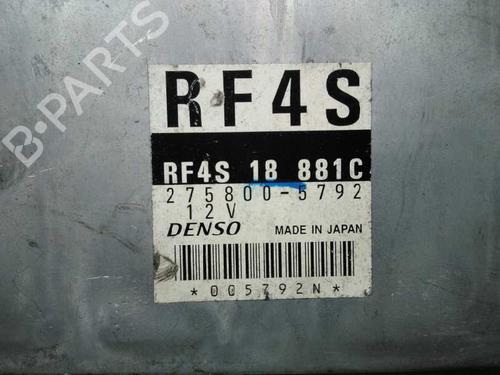 B-PARTS
RF4S
RF4S 18 881C
275800-5792
12V
DENSO MADE IN JAPAN
*005792N*